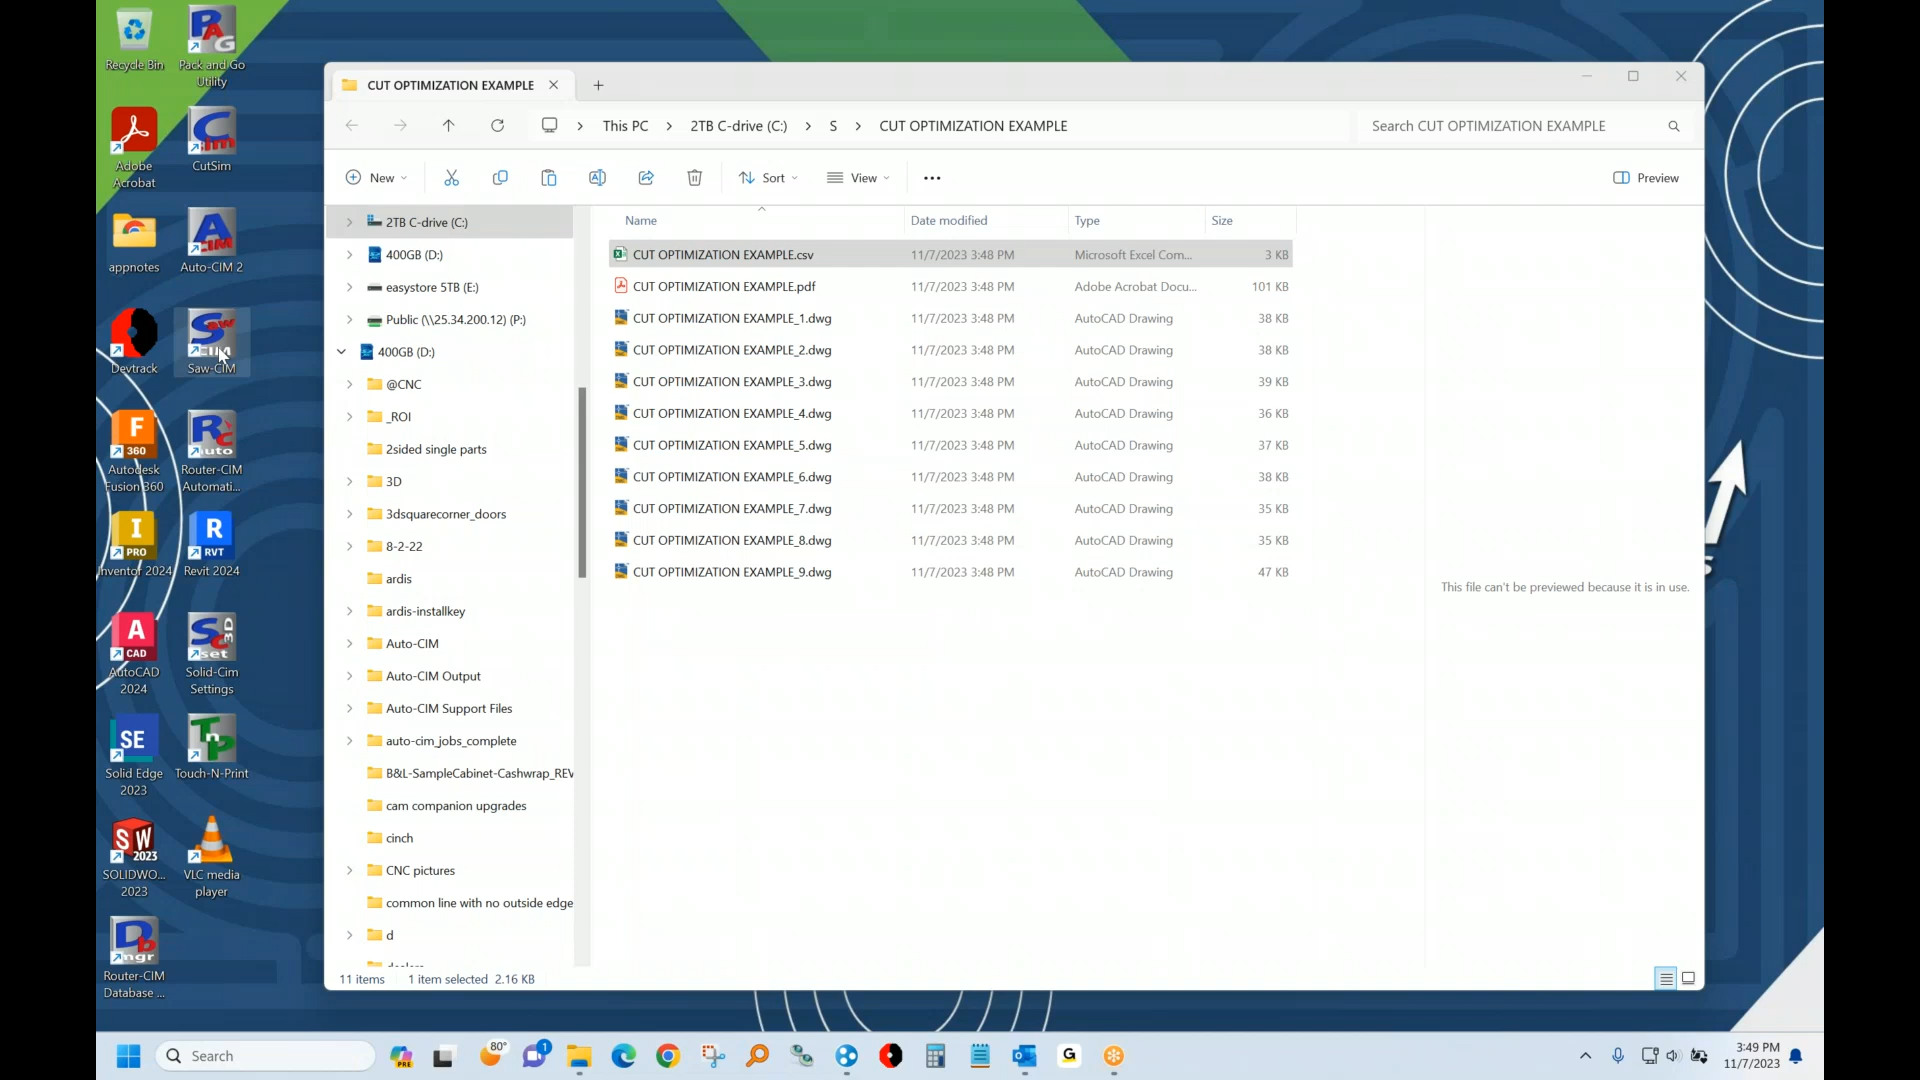 Recycle Bin
Pack and Go
Utility
Adobe
Acrobat
CutSim
appnotes
Auto-CIM 2
Devtrack
Saw-CIM
Autodesk
Fusion 360
Router-CIM
Automati...
Inventor 2024
Revit 2024
AutoCAD
2024
Solid-Cim
Settings
Solid Edge
2023
Touch-N-Print
SOLIDWO...
2023
VLC media
player
Router-CIM
Database ...
CUT OPTIMIZATION EXAMPLE
This PC > 2TB C-drive (C:) > S > CUT OPTIMIZATION EXAMPLE
Search CUT OPTIMIZATION EXAMPLE
New
Sort
View
Preview
2TB C-drive (C:)
400GB (D:)
easystore 5TB (E:)
Public (\\25.34.200.12) (P:)
400GB (D:)
@CNC
_ROI
2sided single parts
3D
3dsquarecorner_doors
8-2-22
ardis
ardis-installkey
Auto-CIM
Auto-CIM Output
Auto-CIM Support Files
auto-cim_jobs_complete
B&L-SampleCabinet-Cashwrap_REV
cam companion upgrades
cinch
CNC pictures
common line with no outside edge
d
Name Date modified Type Size
CUT OPTIMIZATION EXAMPLE.csv 11/7/2023 3:48 PM Microsoft Excel Com... 3 KB
CUT OPTIMIZATION EXAMPLE.pdf 11/7/2023 3:48 PM Adobe Acrobat Docu... 101 KB
CUT OPTIMIZATION EXAMPLE_1.dwg 11/7/2023 3:48 PM AutoCAD Drawing 38 KB
CUT OPTIMIZATION EXAMPLE_2.dwg 11/7/2023 3:48 PM AutoCAD Drawing 38 KB
CUT OPTIMIZATION EXAMPLE_3.dwg 11/7/2023 3:48 PM AutoCAD Drawing 39 KB
CUT OPTIMIZATION EXAMPLE_4.dwg 11/7/2023 3:48 PM AutoCAD Drawing 36 KB
CUT OPTIMIZATION EXAMPLE_5.dwg 11/7/2023 3:48 PM AutoCAD Drawing 37 KB
CUT OPTIMIZATION EXAMPLE_6.dwg 11/7/2023 3:48 PM AutoCAD Drawing 38 KB
CUT OPTIMIZATION EXAMPLE_7.dwg 11/7/2023 3:48 PM AutoCAD Drawing 35 KB
CUT OPTIMIZATION EXAMPLE_8.dwg 11/7/2023 3:48 PM AutoCAD Drawing 35 KB
CUT OPTIMIZATION EXAMPLE_9.dwg 11/7/2023 3:48 PM AutoCAD Drawing 47 KB
This file can't be previewed because it is in use.
11 items 1 item selected 2.16 KB
Search
80°
1
3:49 PM
11/7/2023